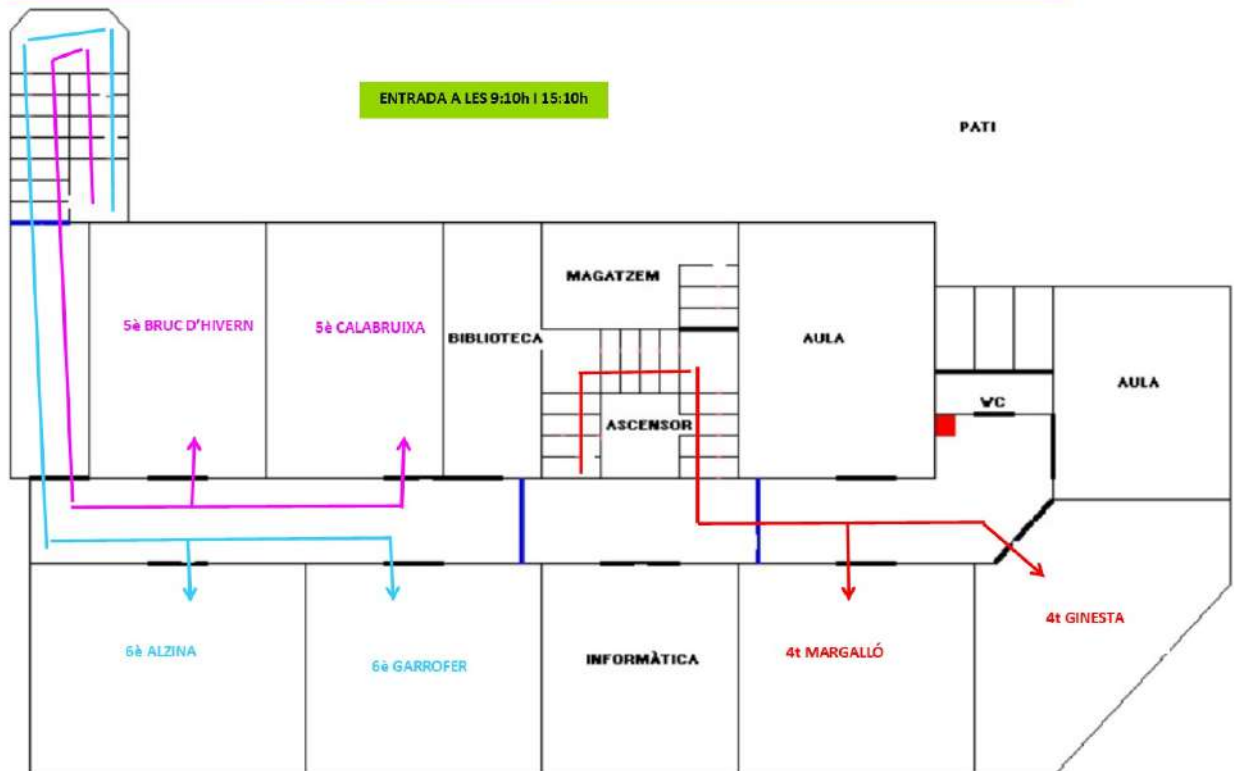 ENTRADA A LES 9:10h I 15:10h
PATI
MAGATZEM
5è BRUC D'HIVERN
5è CALABRUIXA
BIBLIOTECA
AULA
AULA
WC
ASCENSOR
6è ALZINA
6è GARROFER
INFORMÀTICA
4t MARGALLÓ
4t GINESTA